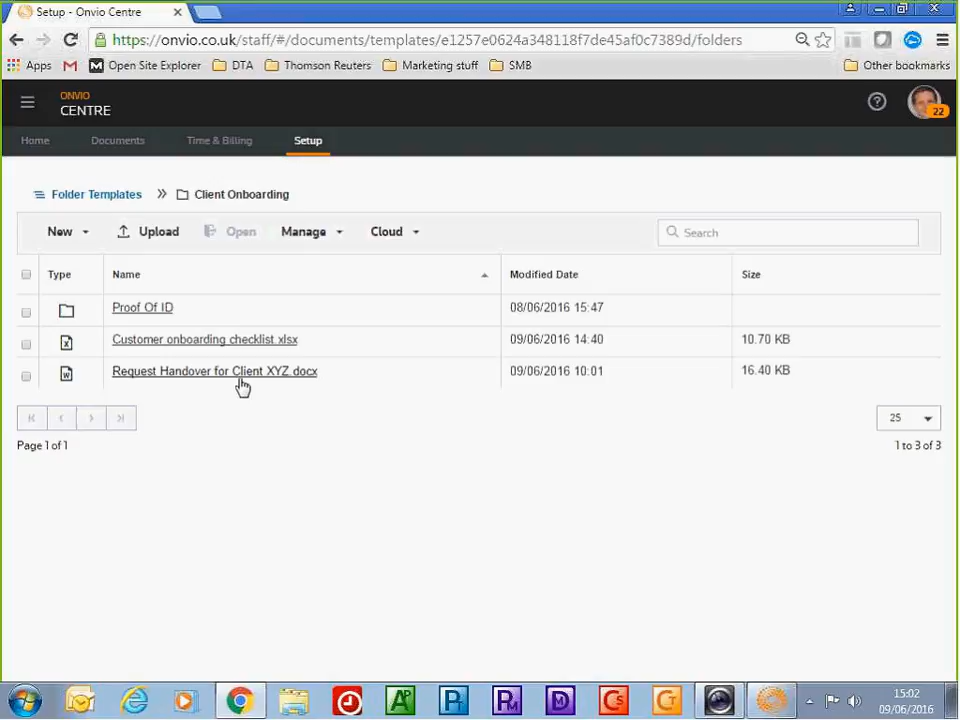 Setup - Onvio Centre
https://onvio.co.uk/staff/#/documents/templates/e1257e0624a348118f7de45af0c7389d/folders
Apps Open Site Explorer DTA Thomson Reuters Marketing stuff SMB Other bookmarks
ONVIO
CENTRE
22
Home Documents Time & Billing Setup
Folder Templates » Client Onboarding
New Upload Open Manage Cloud Search
Type Name Modified Date Size
Proof Of ID 08/06/2016 15:47
Customer onboarding checklist.xlsx 09/06/2016 14:40 10.70 KB
Request Handover for Client XYZ.docx 09/06/2016 10:01 16.40 KB
25
Page 1 of 1 1 to 3 of 3
15:02
09/06/2016